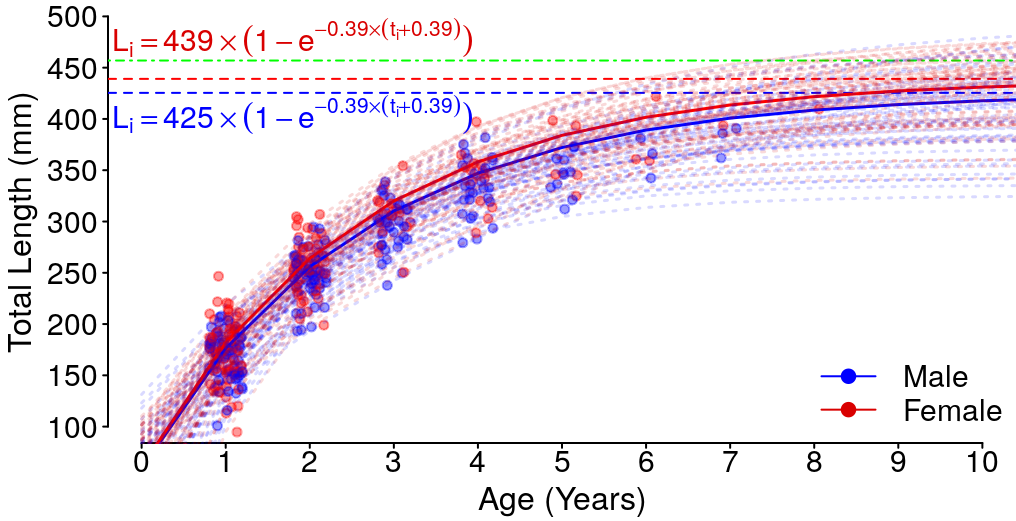 500
450
400
350
300
250
200
150
100
Total Length (mm)
Lᵢ = 439 × (1 − e^−0.39×(tᵢ+0.39))
Lᵢ = 425 × (1 − e^−0.39×(tᵢ+0.39))
Male
Female
0 1 2 3 4 5 6 7 8 9 10
Age (Years)